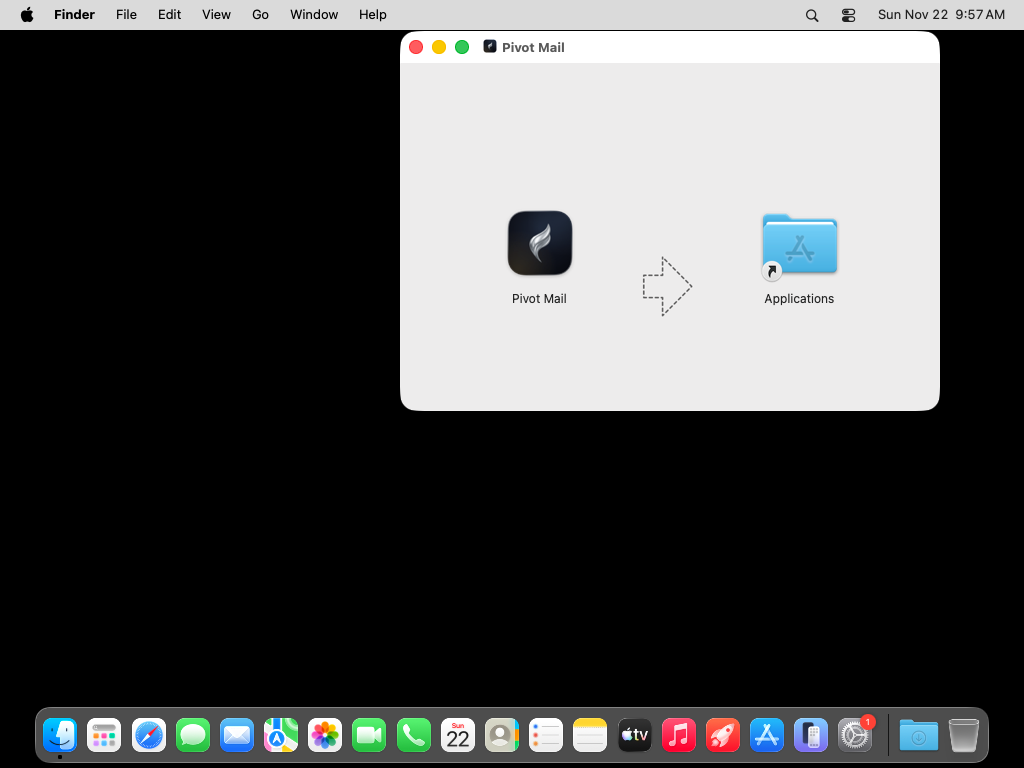 Finder File Edit View Go Window Help Sun Nov 22 9:57 AM
Pivot Mail
Pivot Mail
Applications
Sun
22
tv
1